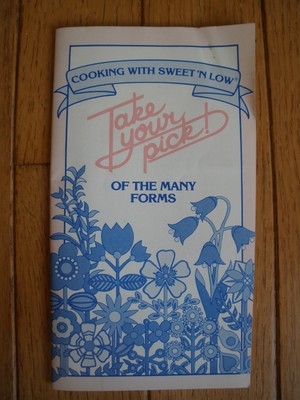 COOKING WITH SWEET'N LOW®
Take
your
pick!
OF THE MANY
FORMS